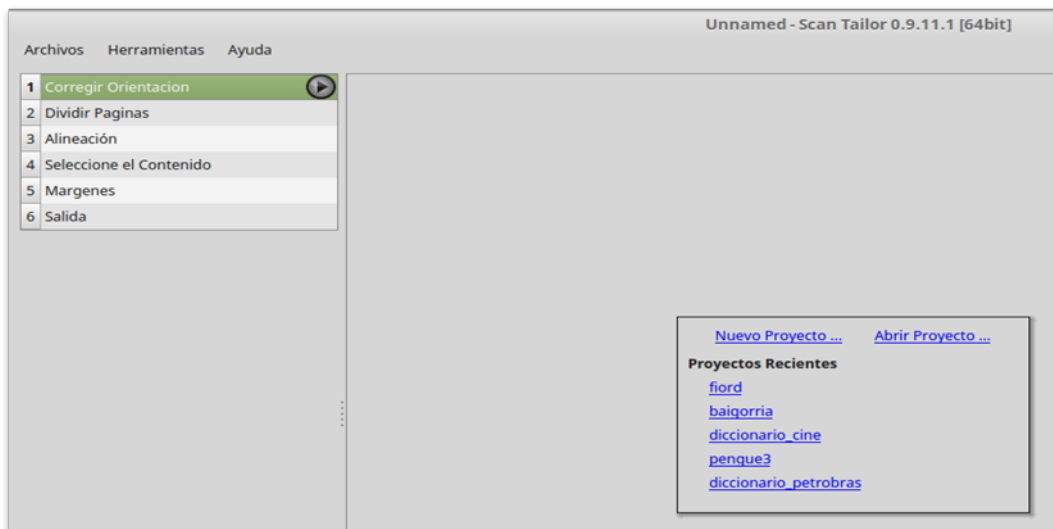 Unnamed - Scan Tailor 0.9.11.1 [64bit]
Archivos Herramientas Ayuda
1 Corregir Orientacion
2 Dividir Paginas
3 Alineación
4 Seleccione el Contenido
5 Margenes
6 Salida
Nuevo Proyecto ... Abrir Proyecto ...
Proyectos Recientes
fiord
baigorria
diccionario_cine
pengue3
diccionario_petrobras